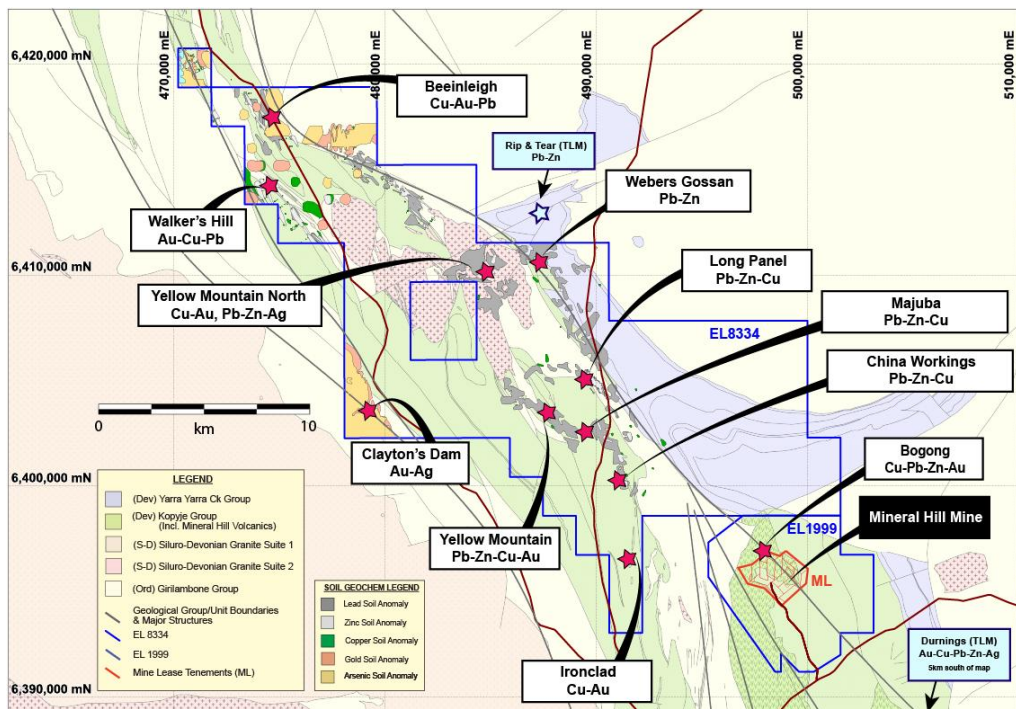 6,420,000 mN
470,000 mE
480,000 mE
490,000 mE
500,000 mE
510,000
Beeinleigh
Cu-Au-Pb
Rip & Tear (TLM)
Pb-Zn
Webers Gossan
Pb-Zn
Walker's Hill
Au-Cu-Pb
Long Panel
Pb-Zn-Cu
6,410,000 mN
Yellow Mountain North
Cu-Au, Pb-Zn-Ag
Majuba
Pb-Zn-Cu
EL8334
China Workings
Pb-Zn-Cu
0
10
km
Clayton's Dam
Au-Ag
Bogong
Cu-Pb-Zn-Au
6,400,000 mN
LEGEND
(Dev) Yarra Yarra Ck Group
(Dev) Kopyje Group
(Incl. Mineral Hill Volcanics)
(S-D) Siluro-Devonian Granite Suite 1
(S-D) Siluro-Devonian Granite Suite 2
(Ord) Girilambone Group
Geological Group/Unit Boundaries
& Major Structures
EL 8334
EL 1999
Mine Lease Tenements (ML)
SOIL GEOCHEM LEGEND
Lead Soil Anomaly
Zinc Soil Anomaly
Copper Soil Anomaly
Gold Soil Anomaly
Arsenic Soil Anomaly
Yellow Mountain
Pb-Zn-Cu-Au
EL1999
Mineral Hill Mine
ML
Ironclad
Cu-Au
Durnings (TLM)
Au-Cu-Pb-Zn-Ag
5km south of map
6,390,000 mN